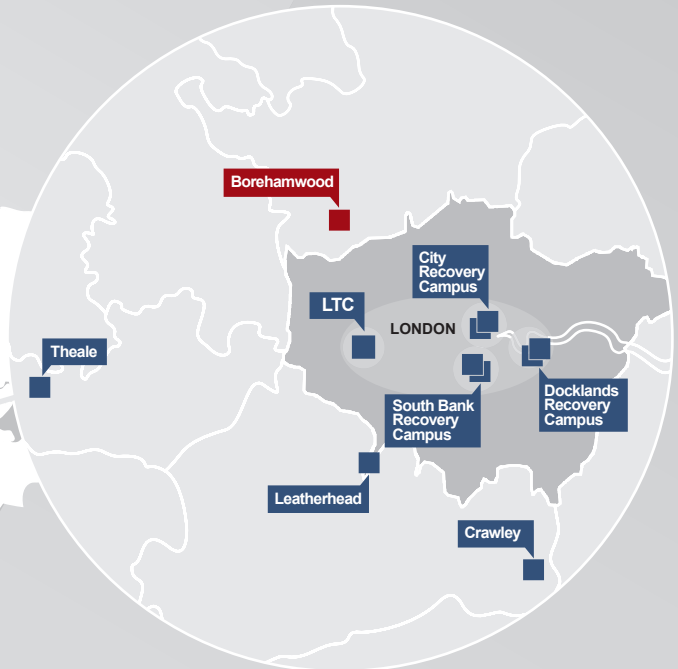 Borehamwood
City
Recovery
Campus
LTC
LONDON
Theale
South Bank
Recovery
Campus
Docklands
Recovery
Campus
Leatherhead
Crawley